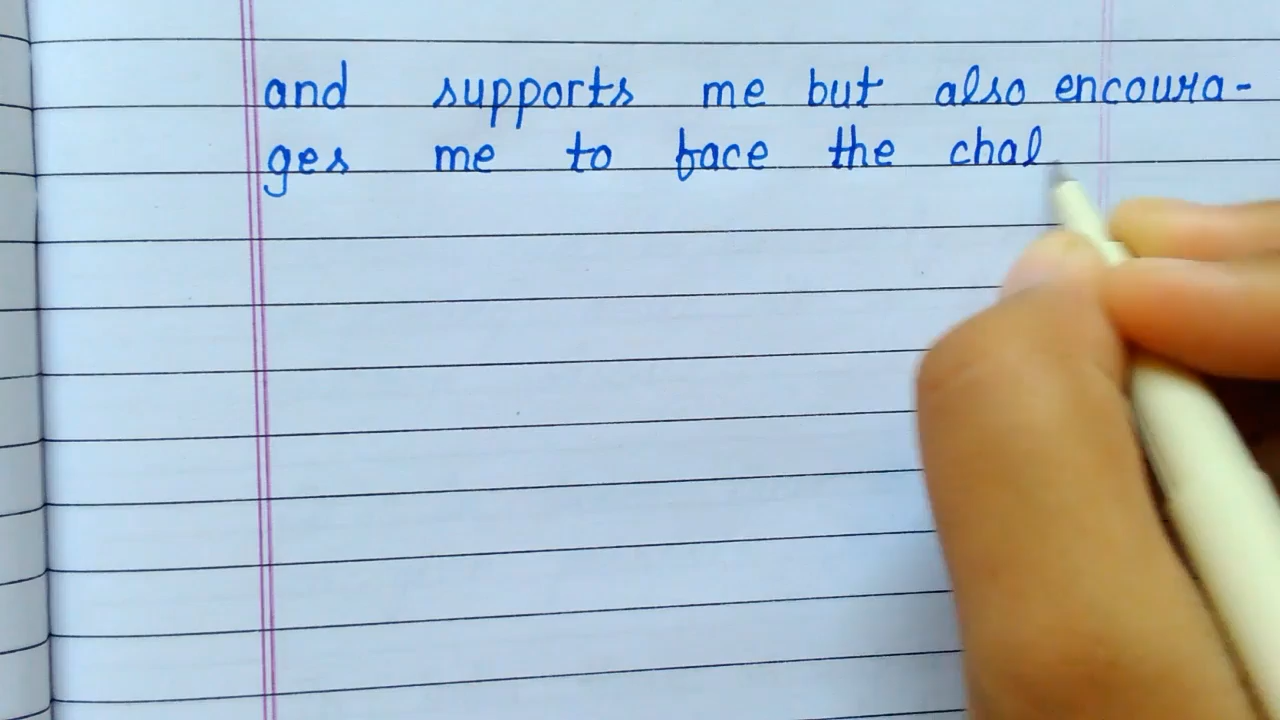 and supports me but also encoura-
ges me to face the chal